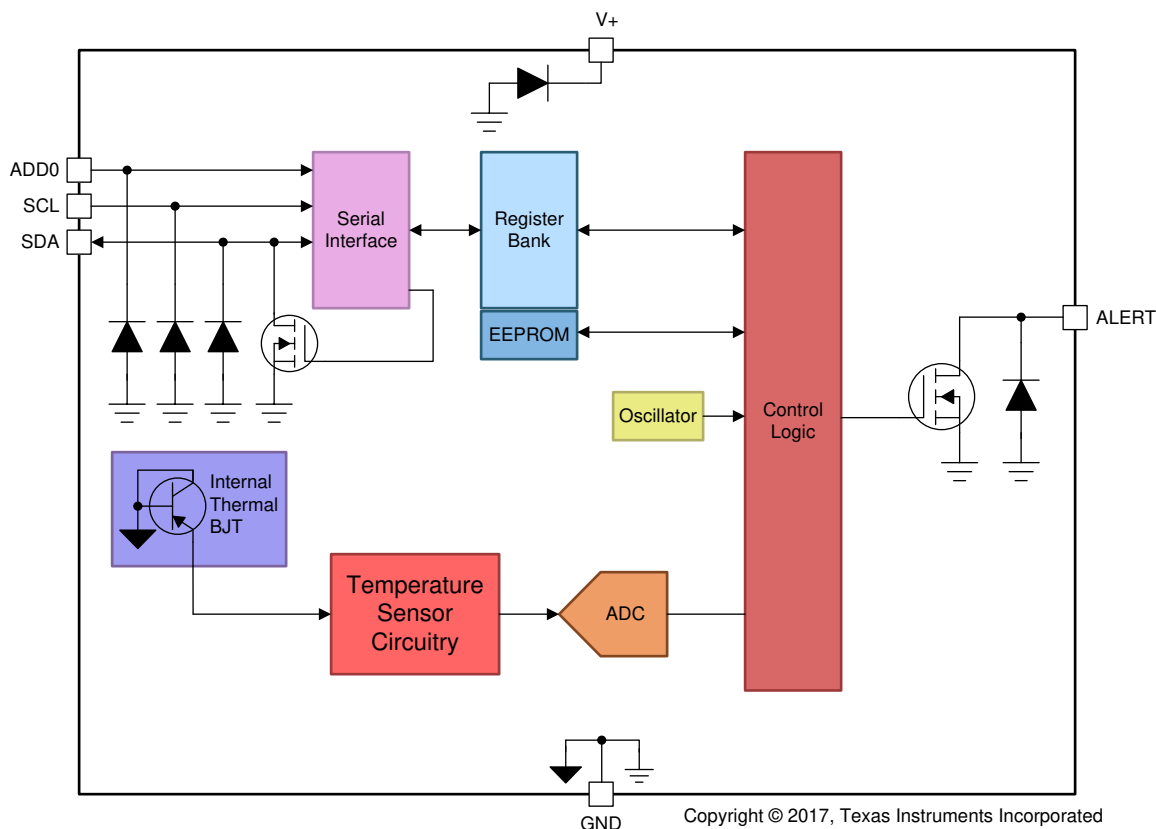 V+
ADD0
SCL
SDA
Serial
Interface
Register
Bank
EEPROM
ALERT
Oscillator
Control
Logic
Internal
Thermal
BJT
Temperature
Sensor
Circuitry
ADC
GND
Copyright © 2017, Texas Instruments Incorporated